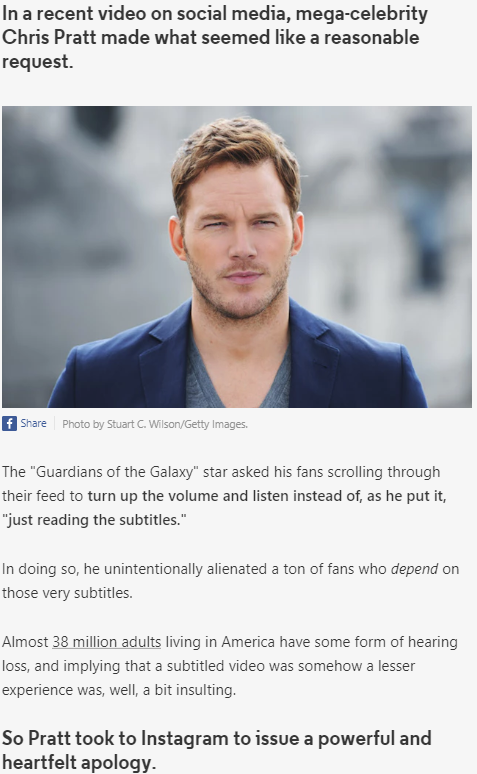 In a recent video on social media, mega-celebrity
Chris Pratt made what seemed like a reasonable
request.
f Share Photo by Stuart C. Wilson/Getty Images.
The "Guardians of the Galaxy" star asked his fans scrolling through
their feed to turn up the volume and listen instead of, as he put it,
"just reading the subtitles."
In doing so, he unintentionally alienated a ton of fans who depend on
those very subtitles.
Almost 38 million adults living in America have some form of hearing
loss, and implying that a subtitled video was somehow a lesser
experience was, well, a bit insulting.
So Pratt took to Instagram to issue a powerful and
heartfelt apology.